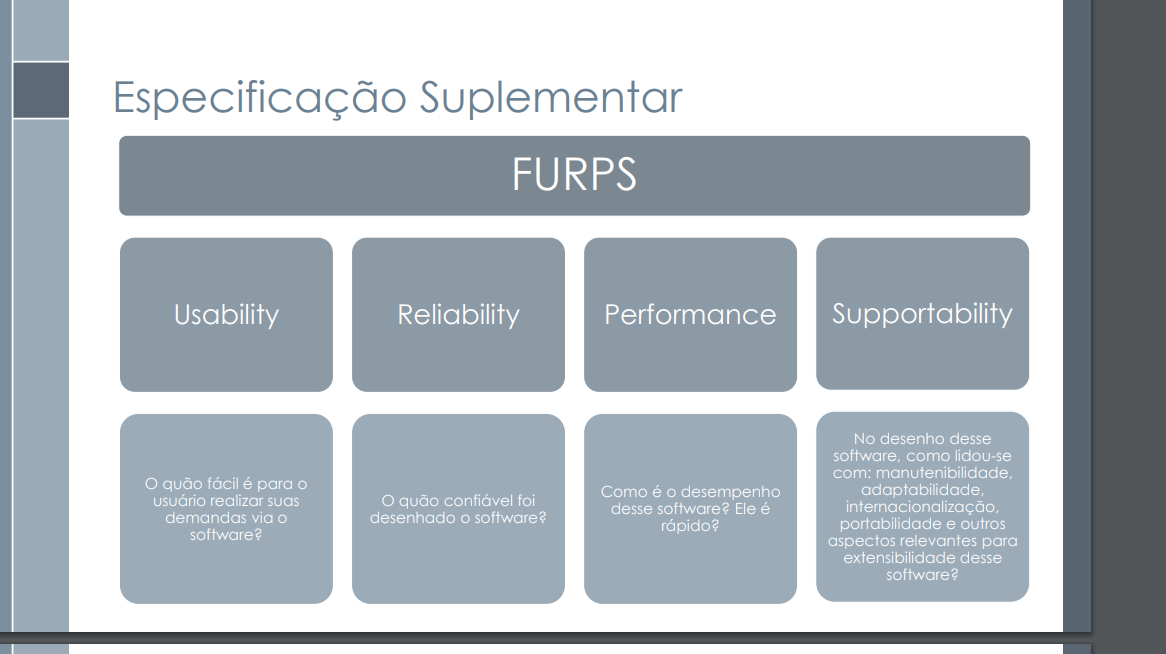 Especificação Suplementar
FURPS
Usability
Reliability
Performance
Supportability
O quão fácil é para o
usuário realizar suas
demandas via o
software?
O quão confiável foi
desenhado o software?
Como é o desempenho
desse software? Ele é
rápido?
No desenho desse
software, como lidou-se
com: manutenibilidade,
adaptabilidade,
internacionalização,
portabilidade e outros
aspectos relevantes para
extensibilidade desse
software?